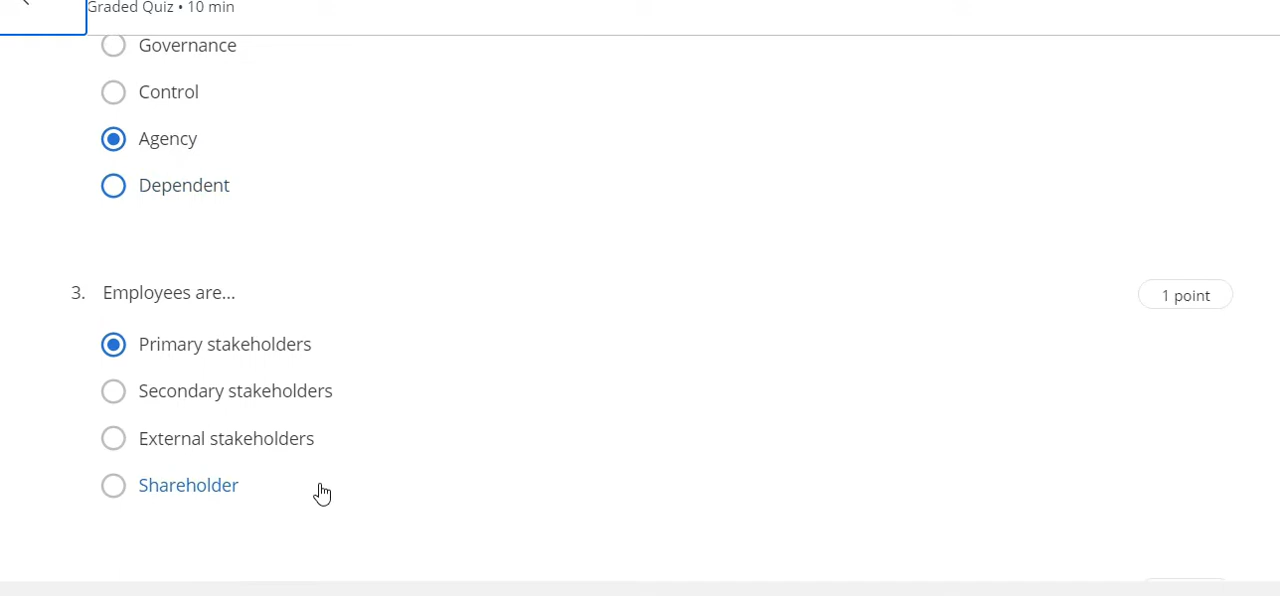 Graded Quiz • 10 min
Governance
Control
Agency
Dependent
3. Employees are...
1 point
Primary stakeholders
Secondary stakeholders
External stakeholders
Shareholder